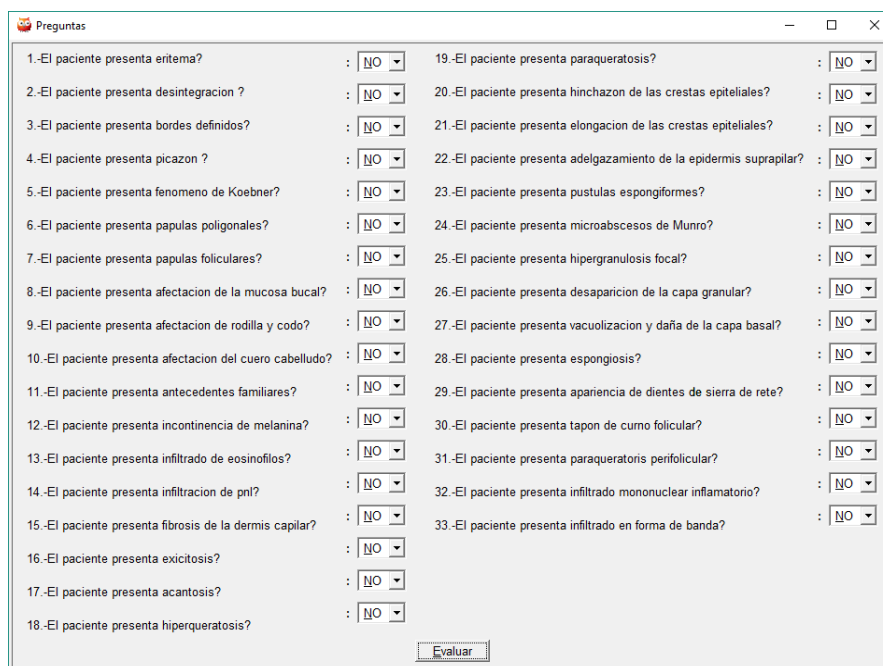 Preguntas
1.-El paciente presenta eritema? : NO
2.-El paciente presenta desintegracion ? : NO
3.-El paciente presenta bordes definidos? : NO
4.-El paciente presenta picazon ? : NO
5.-El paciente presenta fenomeno de Koebner? : NO
6.-El paciente presenta papulas poligonales? : NO
7.-El paciente presenta papulas foliculares? : NO
8.-El paciente presenta afectacion de la mucosa bucal? : NO
9.-El paciente presenta afectacion de rodilla y codo? : NO
10.-El paciente presenta afectacion del cuero cabelludo? : NO
11.-El paciente presenta antecedentes familiares? : NO
12.-El paciente presenta incontinencia de melanina? : NO
13.-El paciente presenta infiltrado de eosinofilos? : NO
14.-El paciente presenta infiltracion de pnl? : NO
15.-El paciente presenta fibrosis de la dermis capilar? : NO
16.-El paciente presenta exicitosis? : NO
17.-El paciente presenta acantosis? : NO
18.-El paciente presenta hiperqueratosis? : NO
19.-El paciente presenta paraqueratosis? : NO
20.-El paciente presenta hinchazon de las crestas epiteliales? : NO
21.-El paciente presenta elongacion de las crestas epiteliales? : NO
22.-El paciente presenta adelgazamiento de la epidermis suprapilar? : NO
23.-El paciente presenta pustulas espongiformes? : NO
24.-El paciente presenta microabscesos de Munro? : NO
25.-El paciente presenta hipergranulosis focal? : NO
26.-El paciente presenta desaparicion de la capa granular? : NO
27.-El paciente presenta vacuolizacion y daña de la capa basal? : NO
28.-El paciente presenta espongiosis? : NO
29.-El paciente presenta apariencia de dientes de sierra de rete? : NO
30.-El paciente presenta tapon de curno folicular? : NO
31.-El paciente presenta paraqueratoris perifolicular? : NO
32.-El paciente presenta infiltrado mononuclear inflamatorio? : NO
33.-El paciente presenta infiltrado en forma de banda? : NO
Evaluar